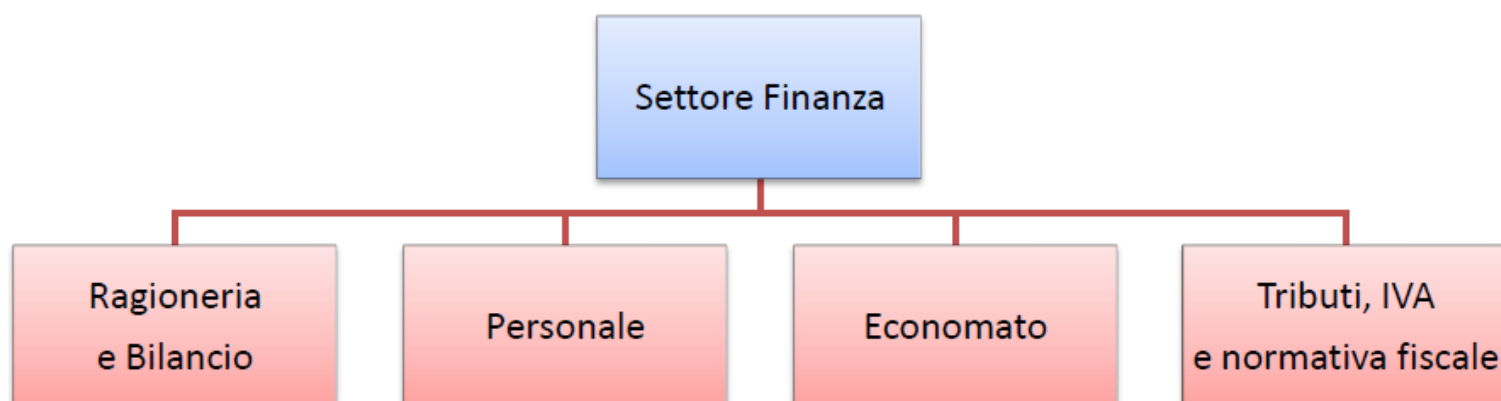 Settore Finanza
Ragioneria
e Bilancio
Personale
Economato
Tributi, IVA
e normativa fiscale